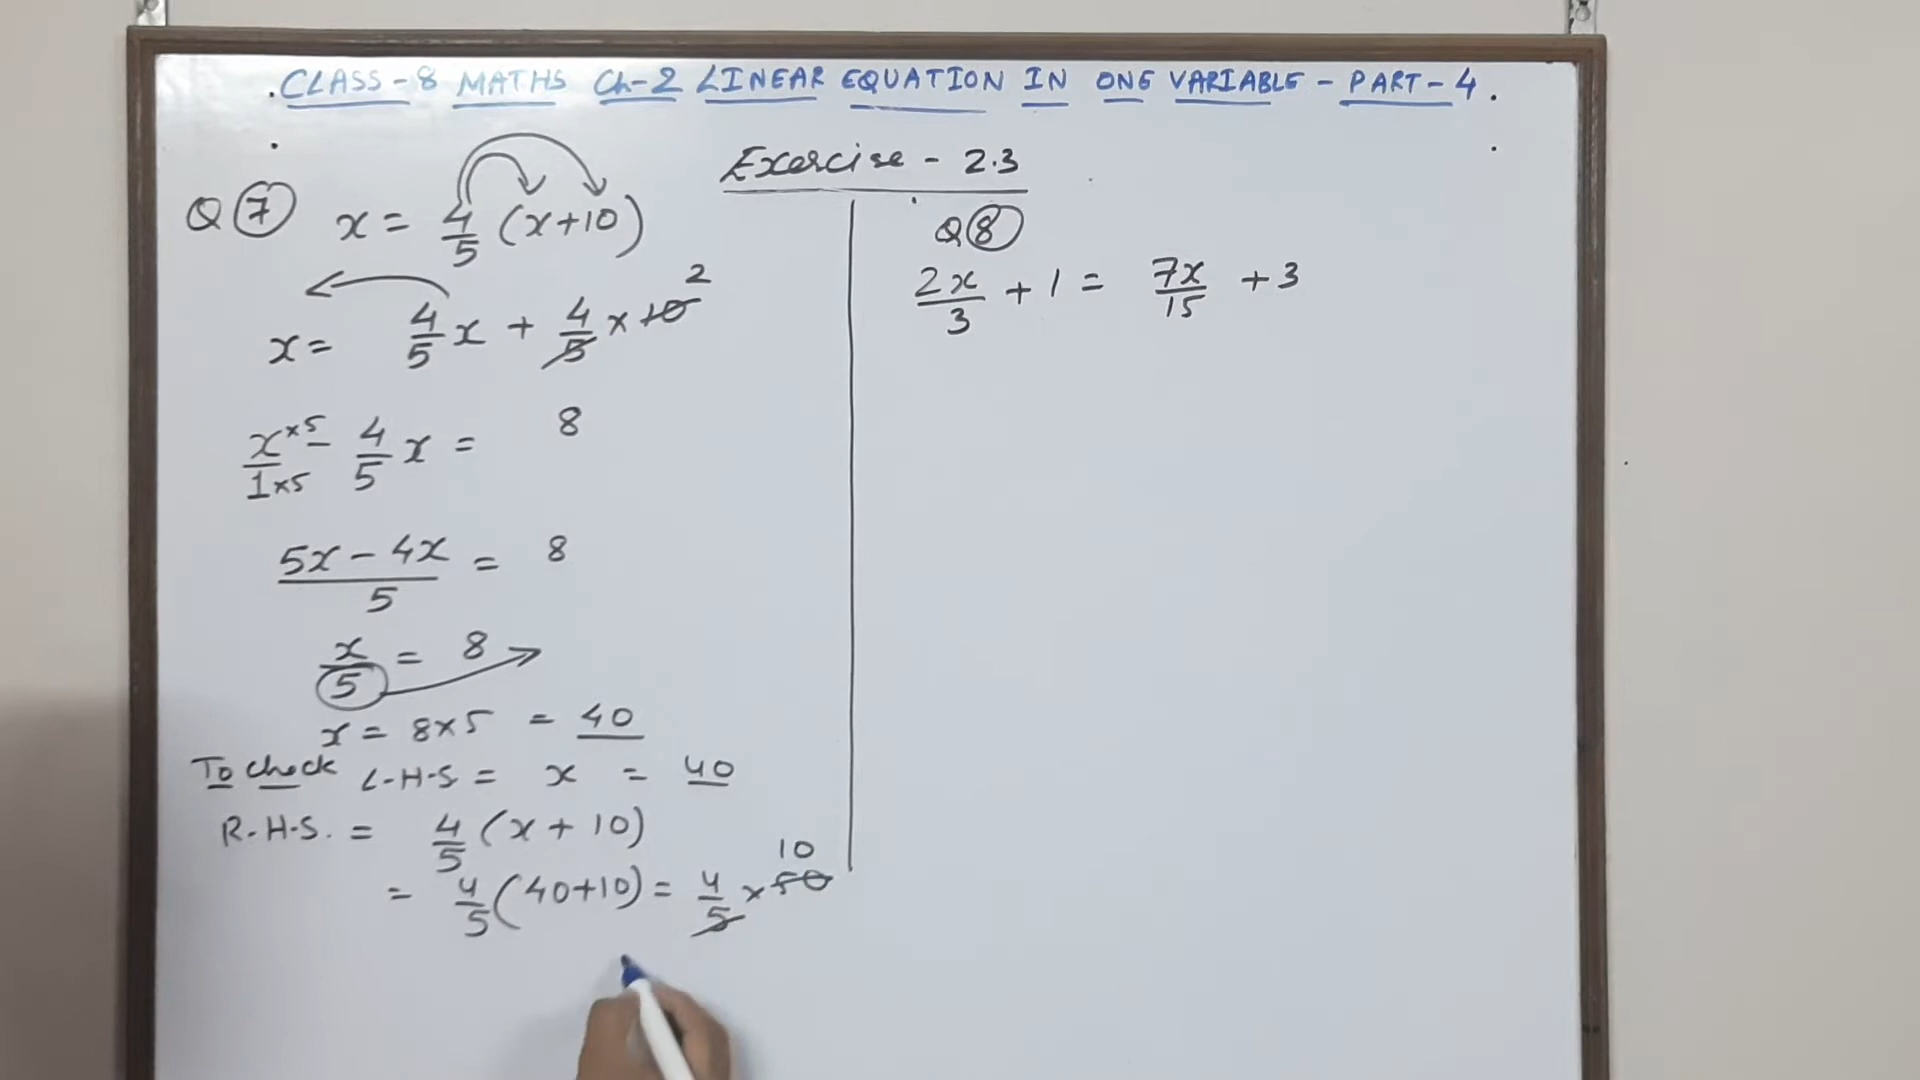 CLASS-8 MATHS Ch-2 LINEAR EQUATION IN ONE VARIABLE - PART-4.
Exercise - 2.3
Q 7 x = 4/5 (x+10)
x = 4/5 x + 4/5 × 10 2
x×5/1×5 - 4/5 x = 8
5x - 4x/5 = 8
x/5 = 8
x = 8×5 = 40
To check L-H-S = x = 40
R.H.S. = 4/5 (x + 10)
= 4/5 (40+10) = 4/5 × 50 10
Q 8
2x/3 + 1 = 7x/15 + 3